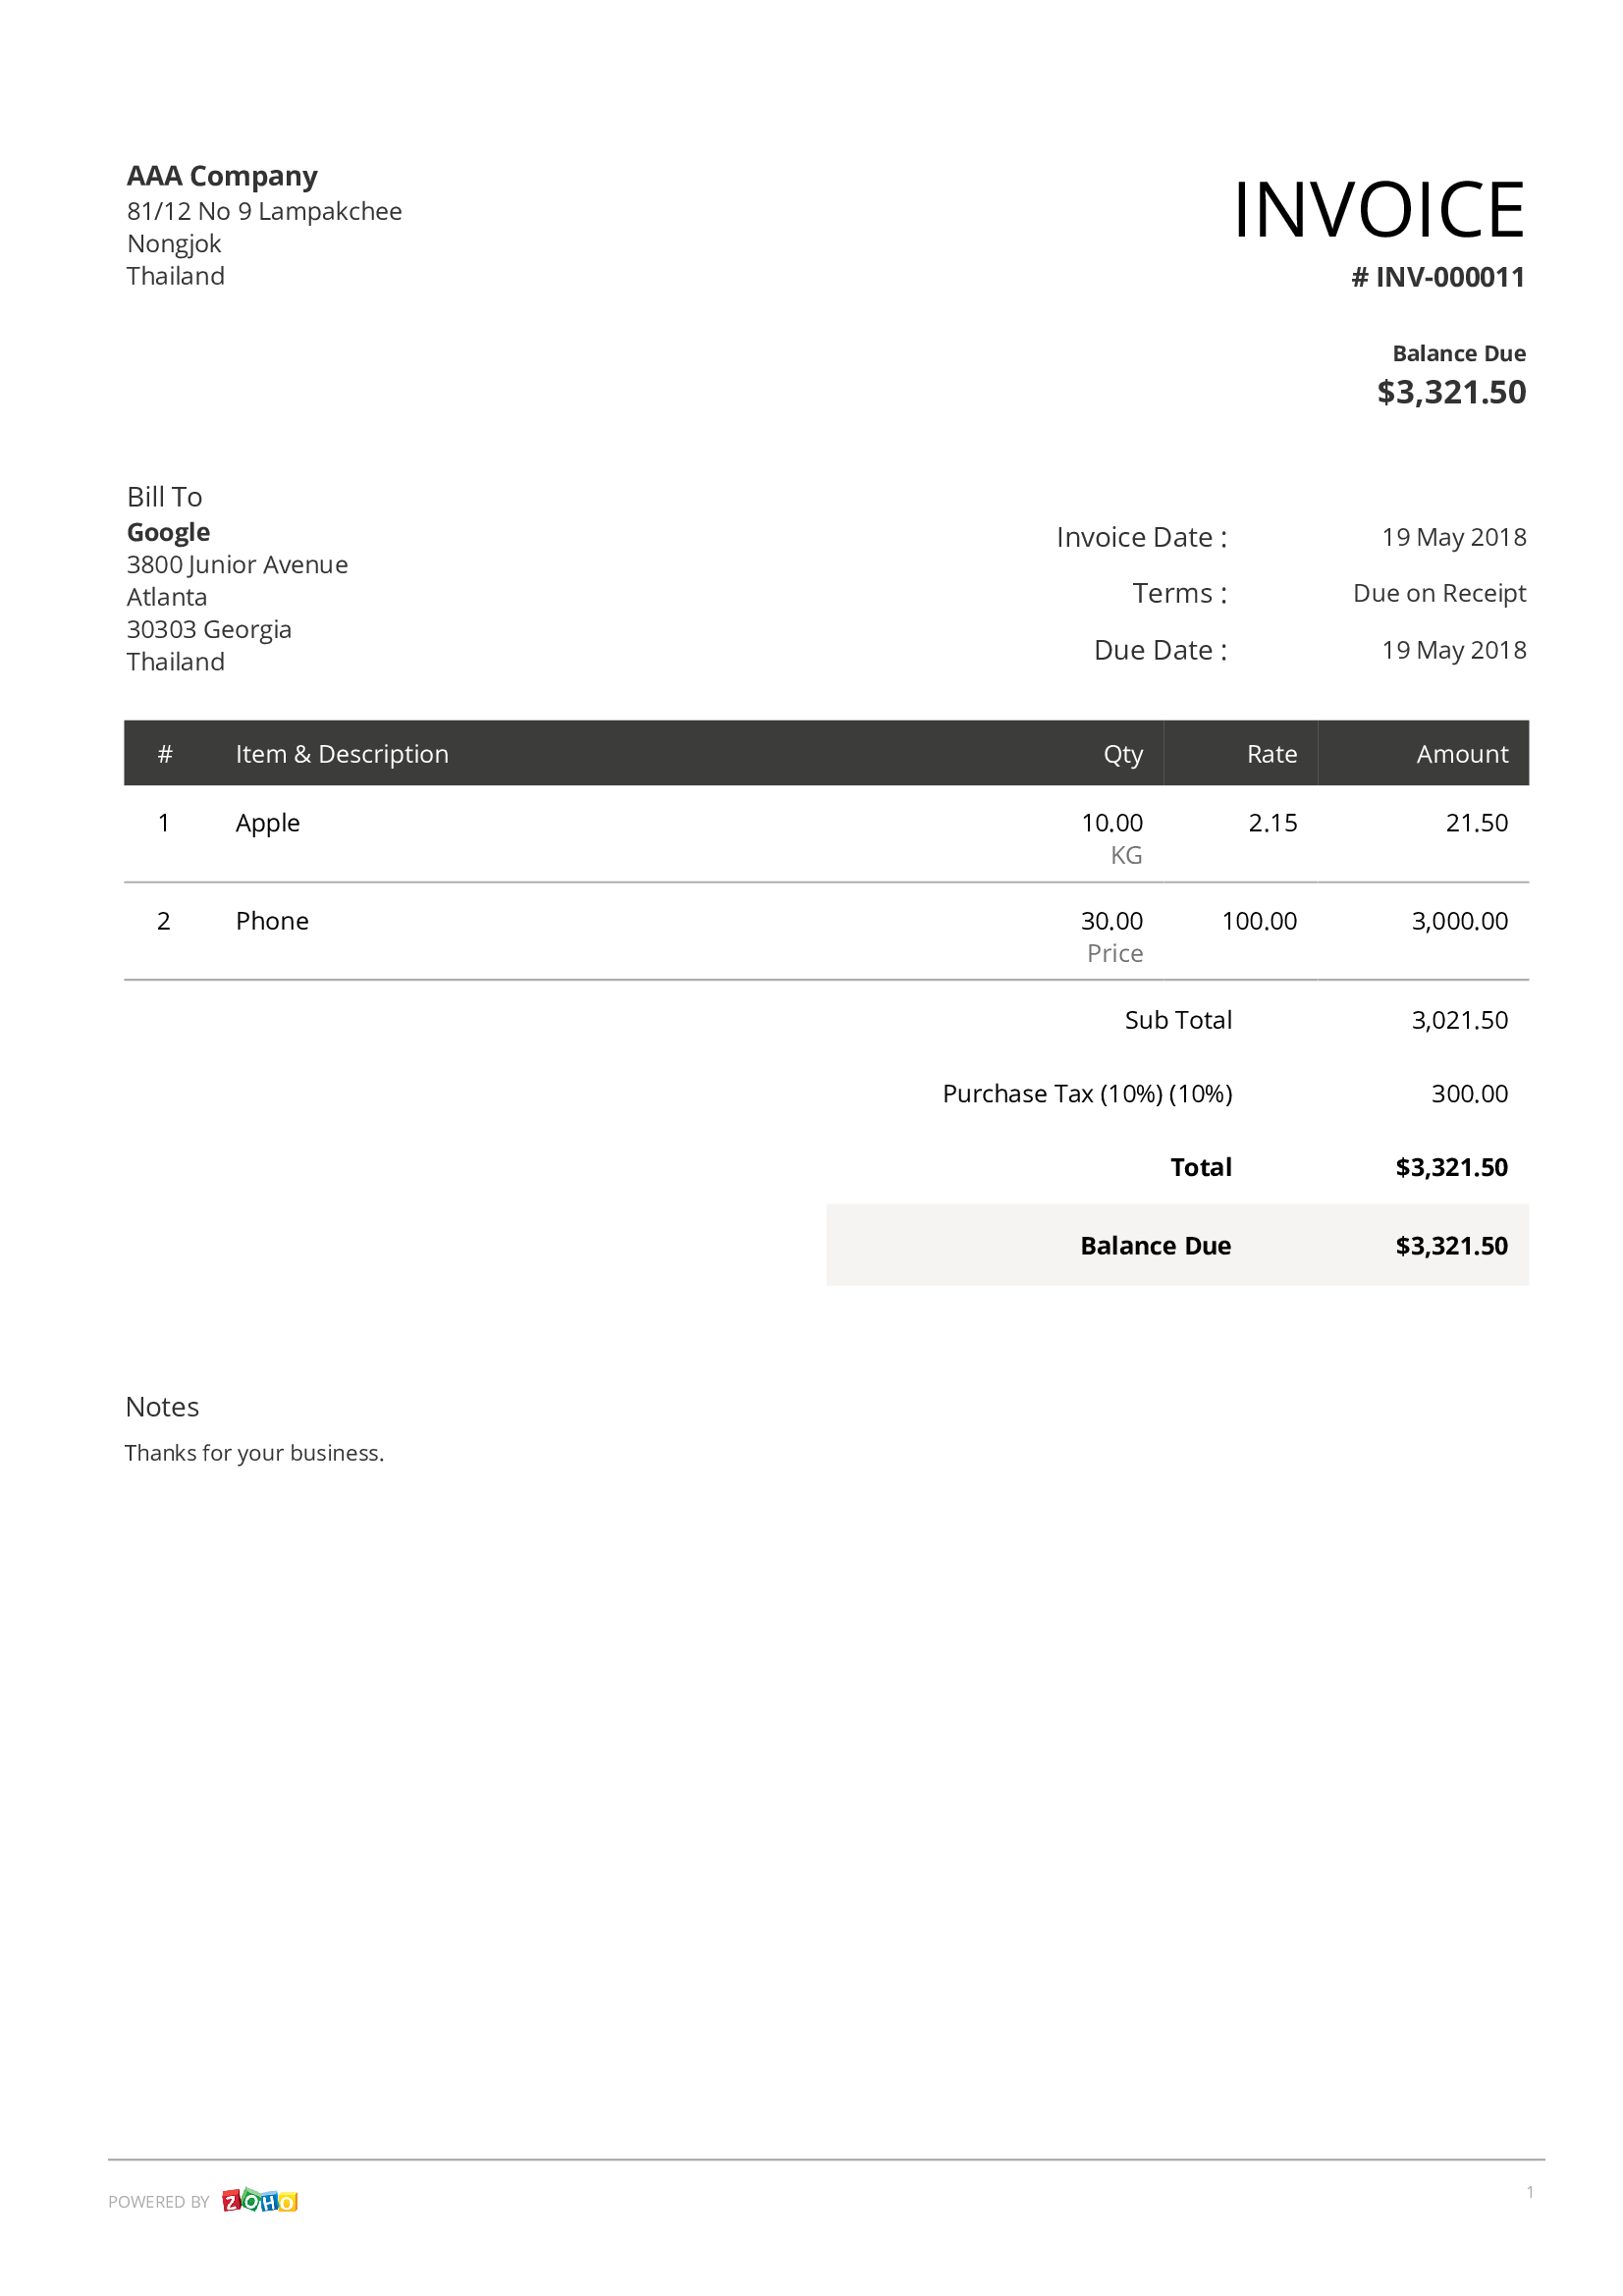 AAA Company
81/12 No 9 Lampakchee
Nongjok
Thailand
INVOICE
# INV-000011
Balance Due
$3,321.50
Bill To
Google
3800 Junior Avenue
Atlanta
30303 Georgia
Thailand
Invoice Date : 19 May 2018
Terms : Due on Receipt
Due Date : 19 May 2018
# Item & Description Qty Rate Amount
1 Apple 10.00 2.15 21.50
KG
2 Phone 30.00 100.00 3,000.00
Price
Sub Total 3,021.50
Purchase Tax (10%) (10%) 300.00
Total $3,321.50
Balance Due $3,321.50
Notes
Thanks for your business.
POWERED BY ZOHO 1